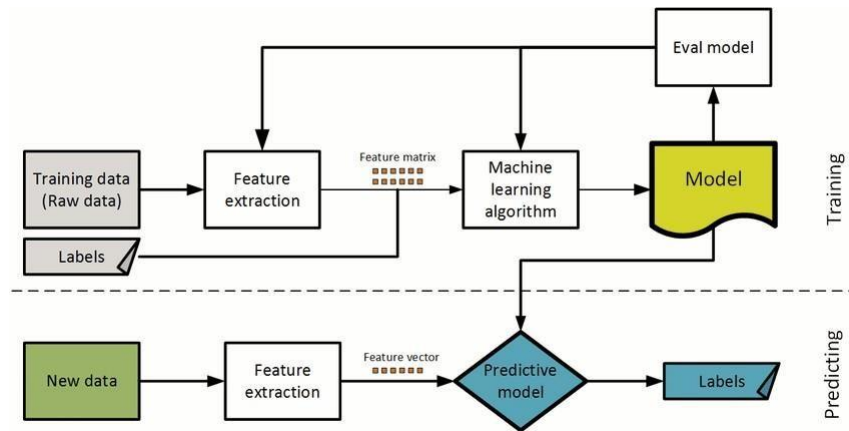 Eval model
Training data
(Raw data)
Feature
extraction
Feature matrix
Machine
learning
algorithm
Model
Training
Labels
New data
Feature
extraction
Feature vector
Predictive
model
Labels
Predicting